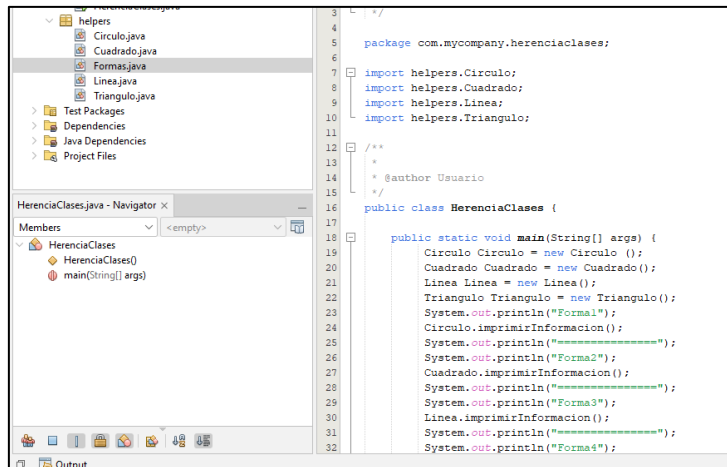 HerenciaClases.java
helpers
Circulo.java
Cuadrado.java
Formas.java
Linea.java
Triangulo.java
Test Packages
Dependencies
Java Dependencies
Project Files
HerenciaClases.java - Navigator ×
Members
<empty>
HerenciaClases
HerenciaClases()
main(String[] args)
Output
3 */
4
5 package com.mycompany.herenciaclases;
6
7 import helpers.Circulo;
8 import helpers.Cuadrado;
9 import helpers.Linea;
10 import helpers.Triangulo;
11
12 /**
13 *
14 * @author Usuario
15 */
16 public class HerenciaClases {
17
18 public static void main(String[] args) {
19 Circulo Circulo = new Circulo ();
20 Cuadrado Cuadrado = new Cuadrado();
21 Linea Linea = new Linea();
22 Triangulo Triangulo = new Triangulo();
23 System.out.println("Forma1");
24 Circulo.imprimirInformacion();
25 System.out.println("===============");
26 System.out.println("Forma2");
27 Cuadrado.imprimirInformacion();
28 System.out.println("===============");
29 System.out.println("Forma3");
30 Linea.imprimirInformacion();
31 System.out.println("===============");
32 System.out.println("Forma4");